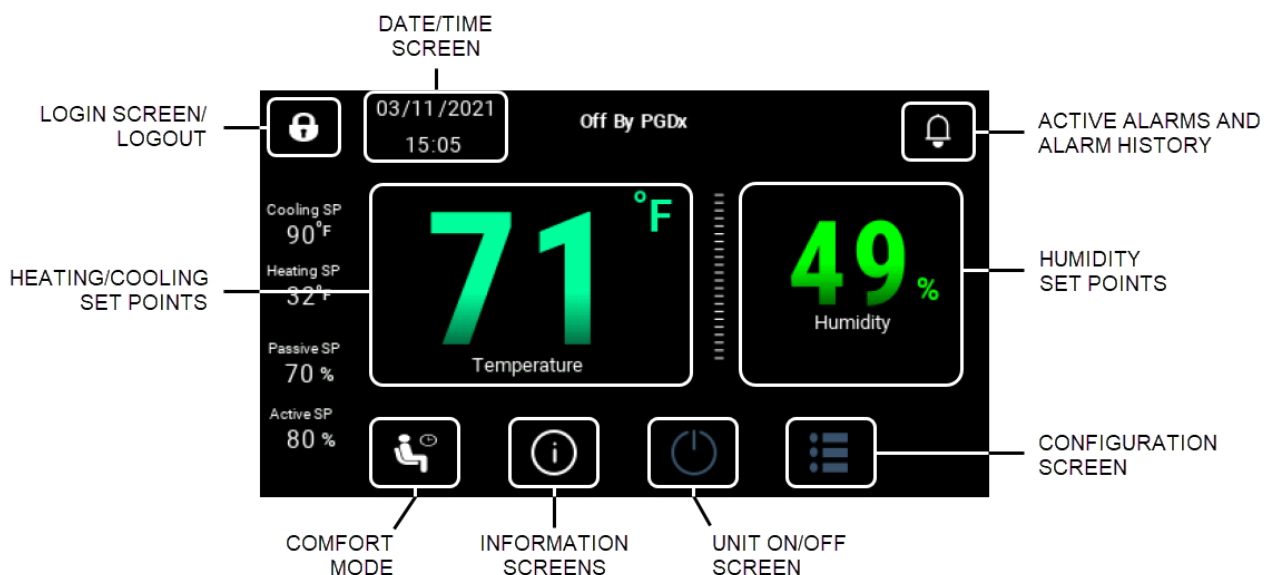 DATE/TIME
SCREEN
LOGIN SCREEN/
LOGOUT
03/11/2021
15:05
Off By PGDx
ACTIVE ALARMS AND
ALARM HISTORY
Cooling SP
90°F
Heating SP
32°F
HEATING/COOLING
SET POINTS
Passive SP
70 %
Active SP
80 %
71 °F
Temperature
49 %
Humidity
HUMIDITY
SET POINTS
CONFIGURATION
SCREEN
COMFORT
MODE
INFORMATION
SCREENS
UNIT ON/OFF
SCREEN